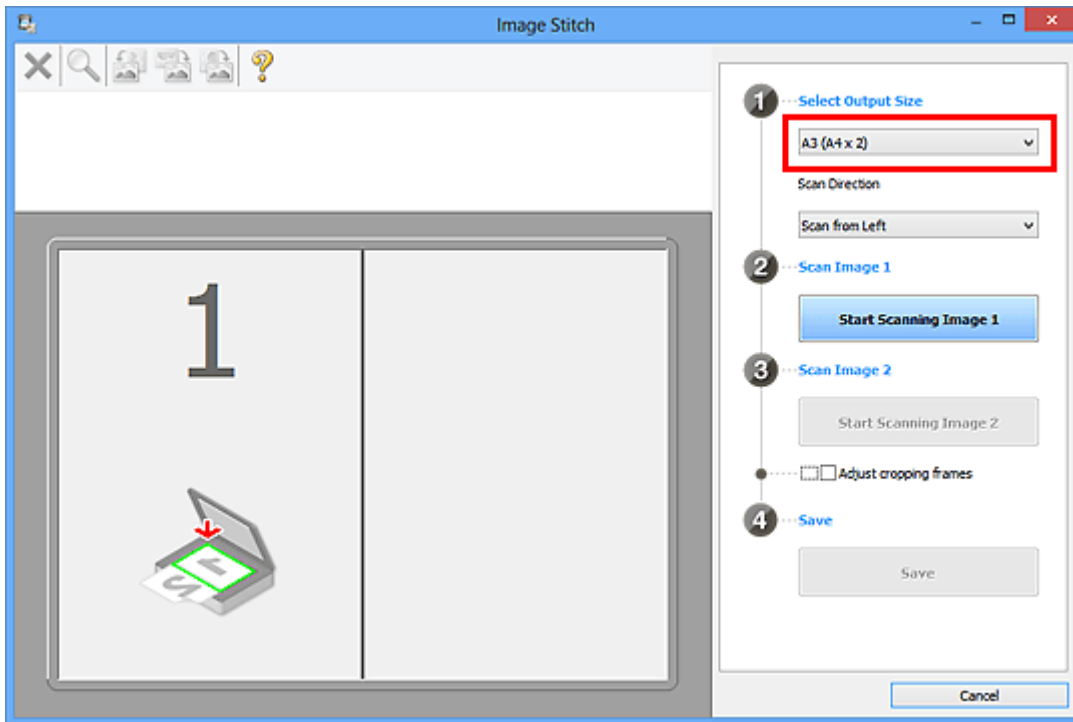 Image Stitch
1
Select Output Size
A3 (A4 x 2)
Scan Direction
Scan from Left
2
Scan Image 1
Start Scanning Image 1
3
Scan Image 2
Start Scanning Image 2
Adjust cropping frames
4
Save
Save
Cancel
1
1
2